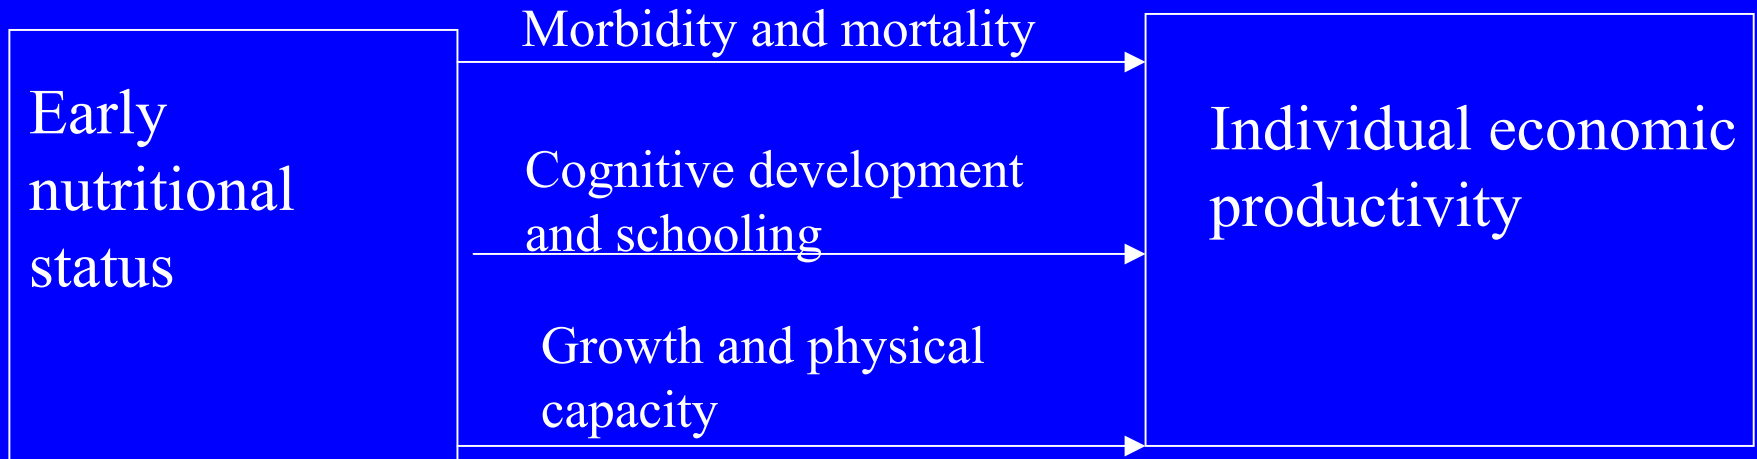 Early
nutritional
status
Morbidity and mortality
Cognitive development
and schooling
Growth and physical
capacity
Individual economic
productivity